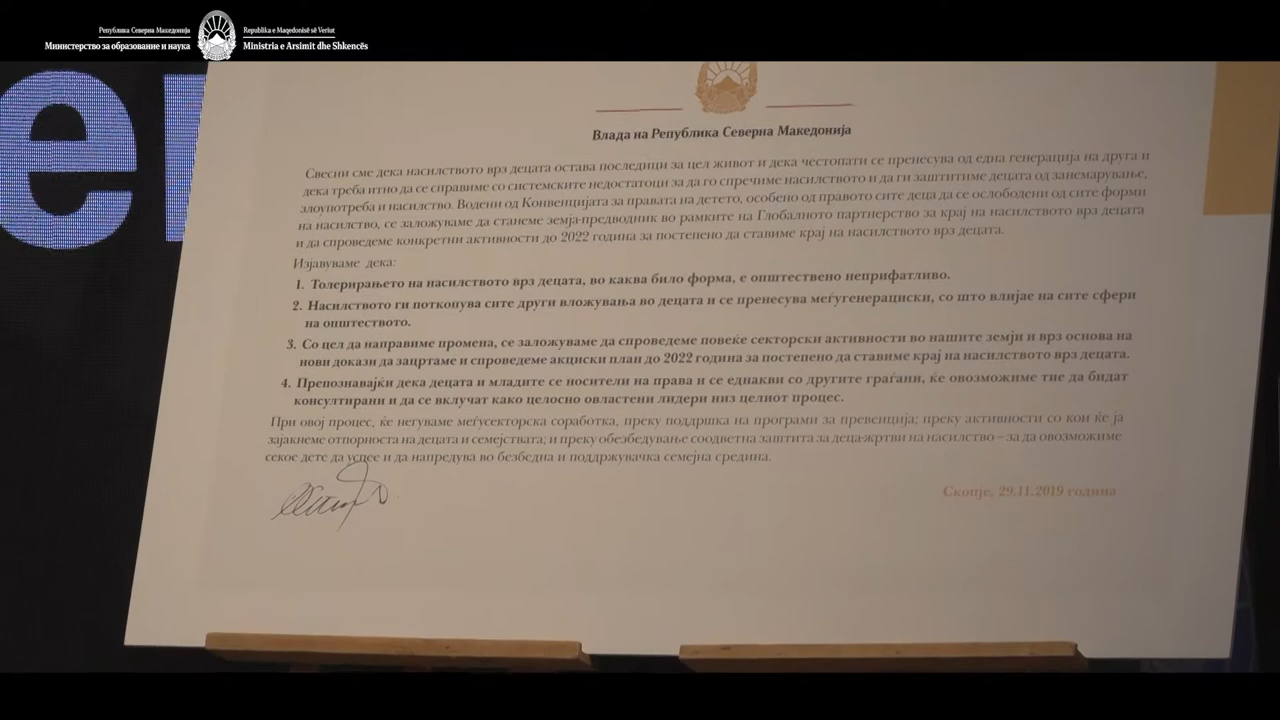 Република Северна Македонија
Министерство за образование и наука
Republika e Maqedonisë së Veriut
Ministria e Arsimit dhe Shkencës
er
Влада на Република Северна Македонија
Свесни сме дека насилството врз децата остава последици за цел живот и дека честопати се пренесува од една генерација на друга и
дека треба итно да се справиме со системските недостатоци за да го спречиме насилството и да ги заштитиме децата од занемарување,
злоупотреба и насилство. Водени од Конвенцијата за правата на детето, особено од правото сите деца да се ослободени од сите форми
на насилство, се заложуваме да станеме земја-предводник во рамките на Глобалното партнерство за крај на насилството врз децата
и да спроведеме конкретни активности до 2022 година за постепено да ставиме крај на насилството врз децата.
Изјавуваме дека:
1. Толерирањето на насилството врз децата, во каква било форма, е општествено неприфатливо.
2. Насилството ги поткопува сите други вложувања во децата и се пренесува меѓугенерациски, со што влијае на сите сфери
на општеството.
3. Со цел да направиме промена, се заложуваме да спроведеме повеќе секторски активности во нашите земји и врз основа на
нови докази да зацртаме и спроведеме акциски план до 2022 година за постепено да ставиме крај на насилството врз децата.
4. Препознавајќи дека децата и младите се носители на права и се еднакви со другите граѓани, ќе овозможиме тие да бидат
консултирани и да се вклучат како целосно овластени лидери низ целиот процес.
При овој процес, ќе негуваме меѓусекторска соработка, преку поддршка на програми за превенција; преку активности со кои ќе ја
зајакнеме отпорноста на децата и семејствата; и преку обезбедување соодветна заштита за деца-жртви на насилство – за да овозможиме
секое дете да успее и да напредува во безбедна и поддржувачка семејна средина.
Скопје, 29.11.2019 година